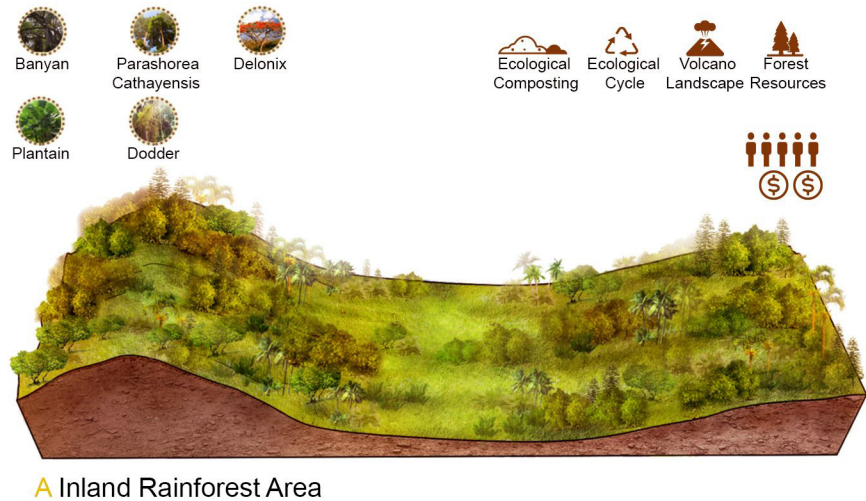 Banyan
Parashorea
Cathayensis
Delonix
Plantain
Dodder
Ecological
Composting
Ecological
Cycle
Volcano
Landscape
Forest
Resources
$ $
A Inland Rainforest Area